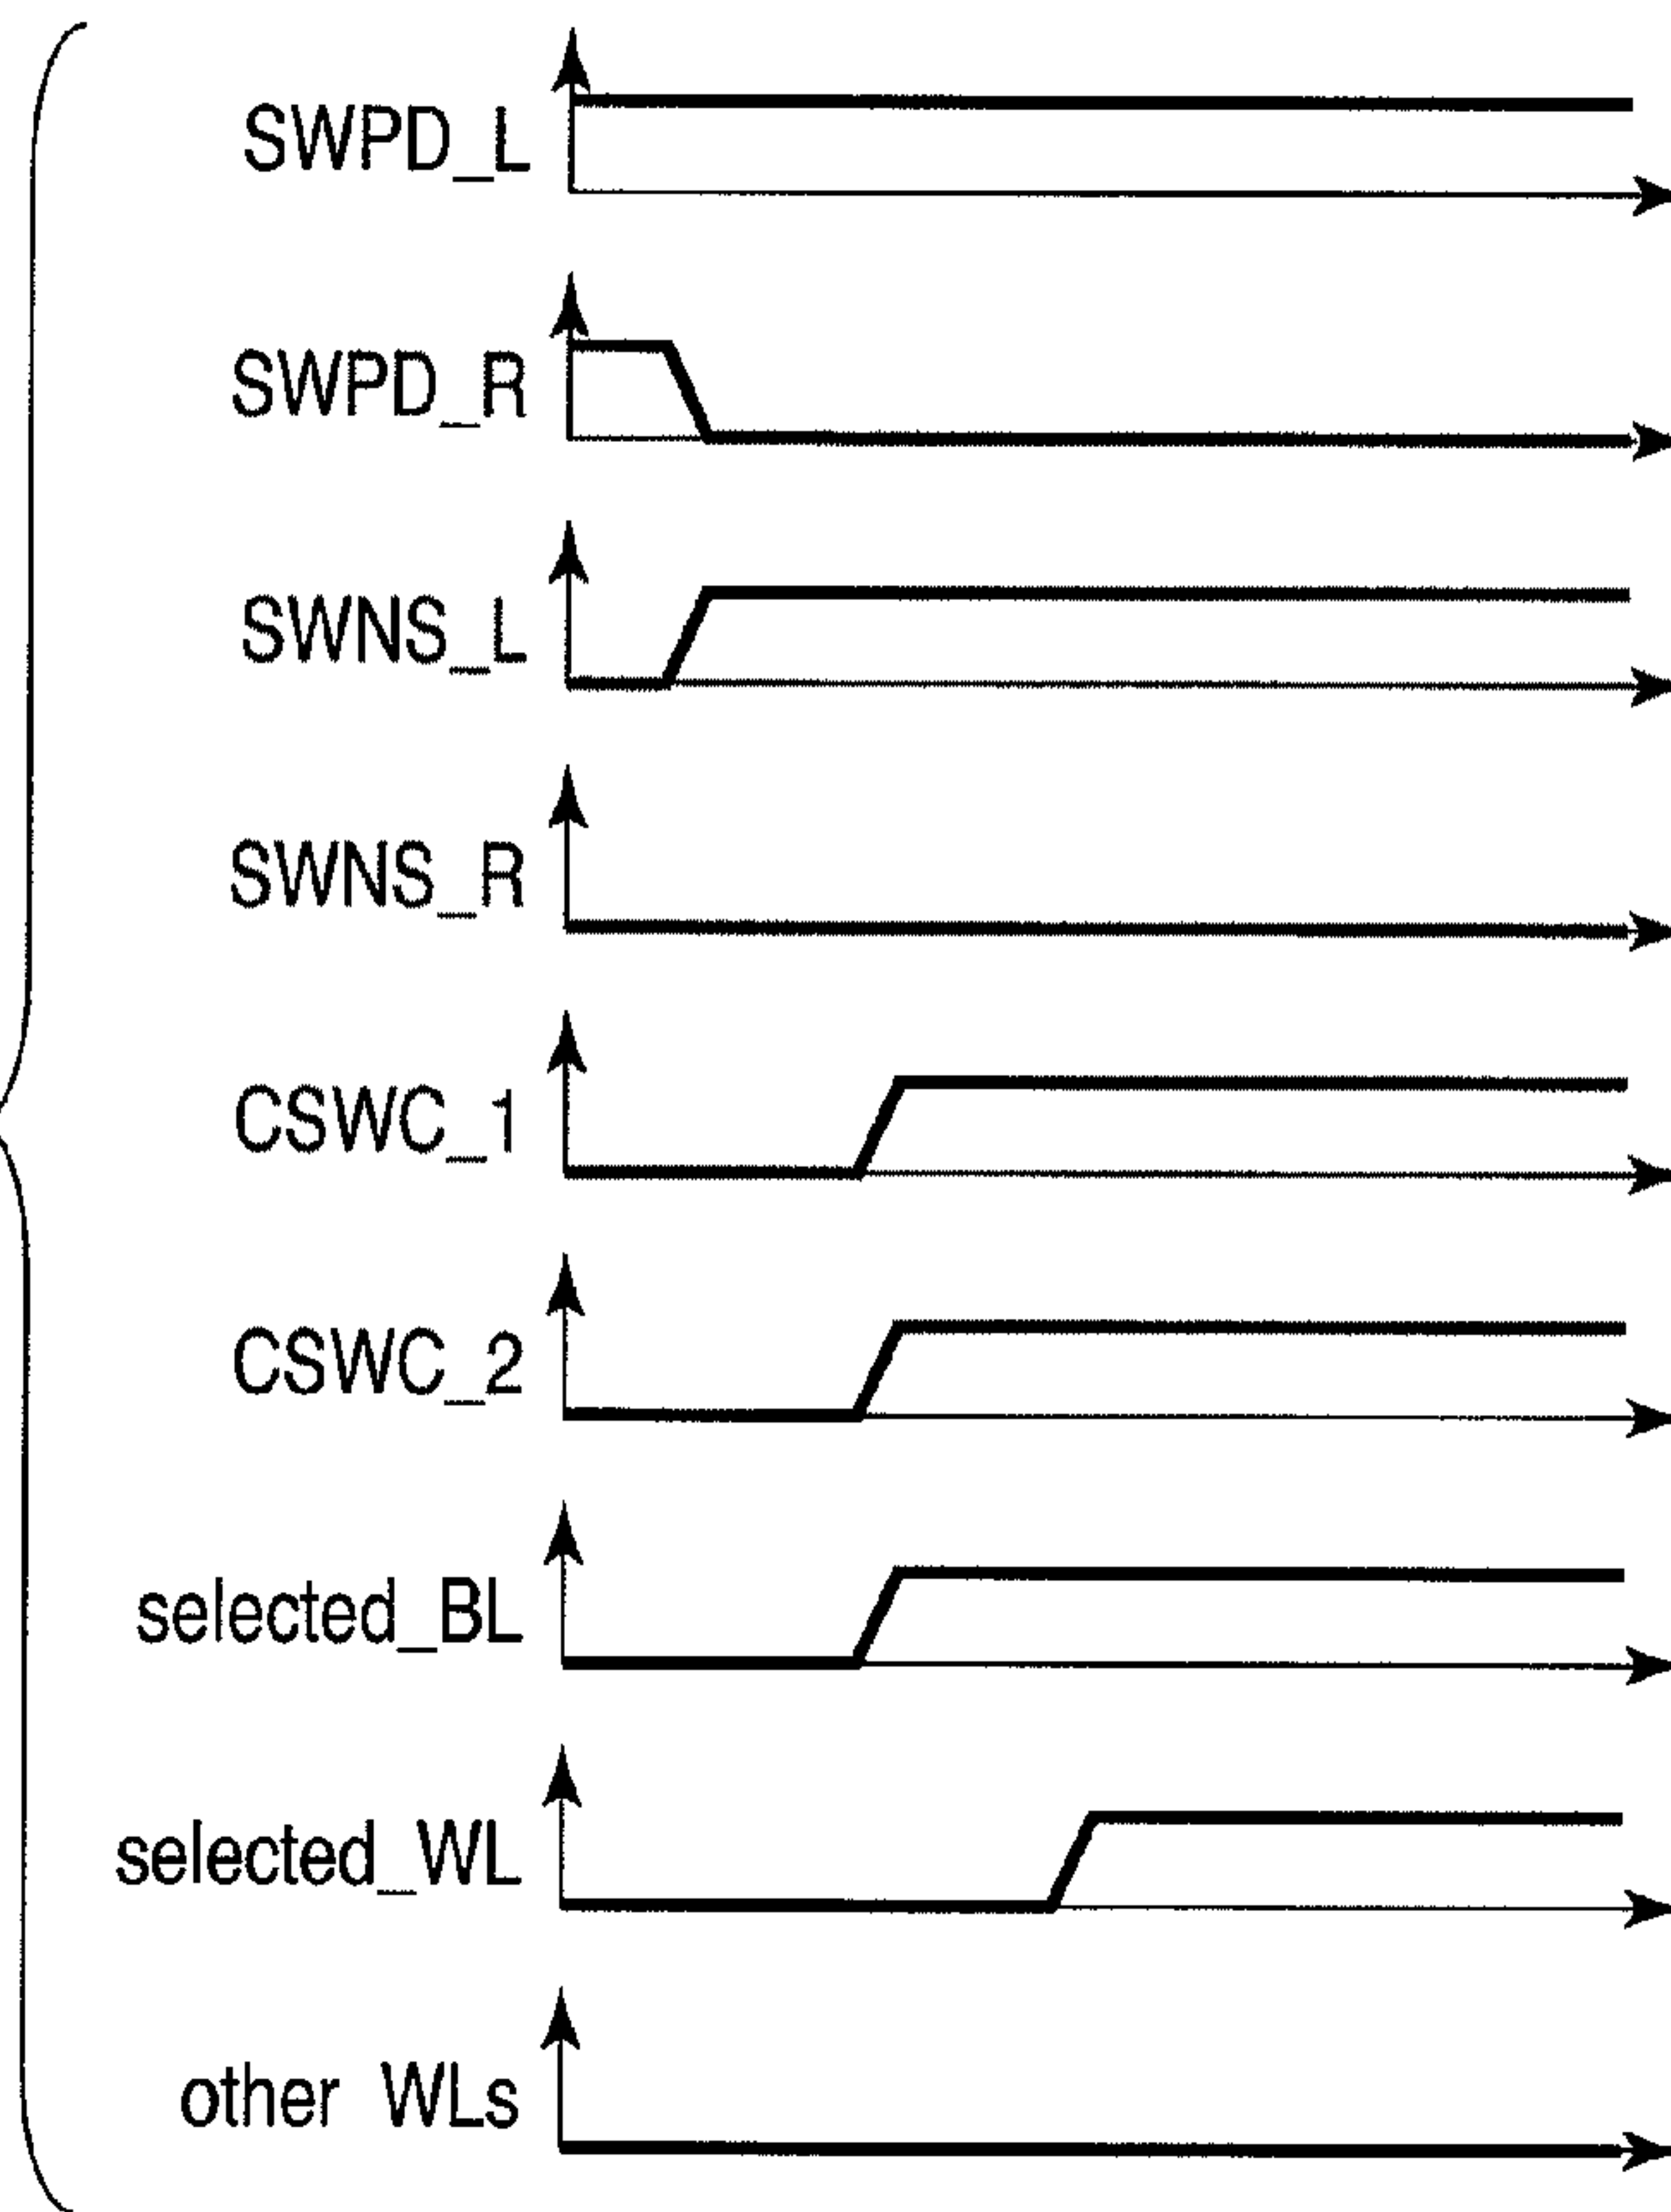 SWPD_L
SWPD_R
SWNS_L
SWNS_R
CSWC_1
CSWC_2
selected_BL
selected_WL
other WLs